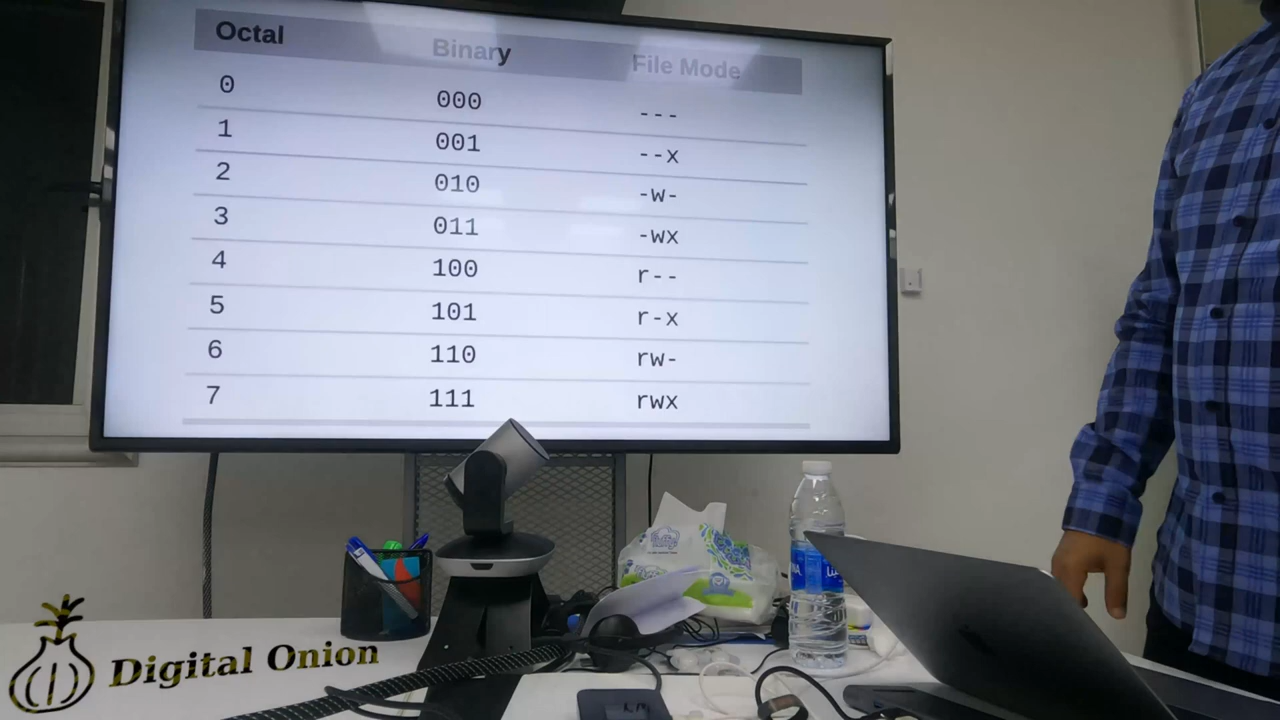 Octal Binary File Mode
0 000 ---
1 001 --x
2 010 -w-
3 011 -wx
4 100 r--
5 101 r-x
6 110 rw-
7 111 rwx
Digital Onion